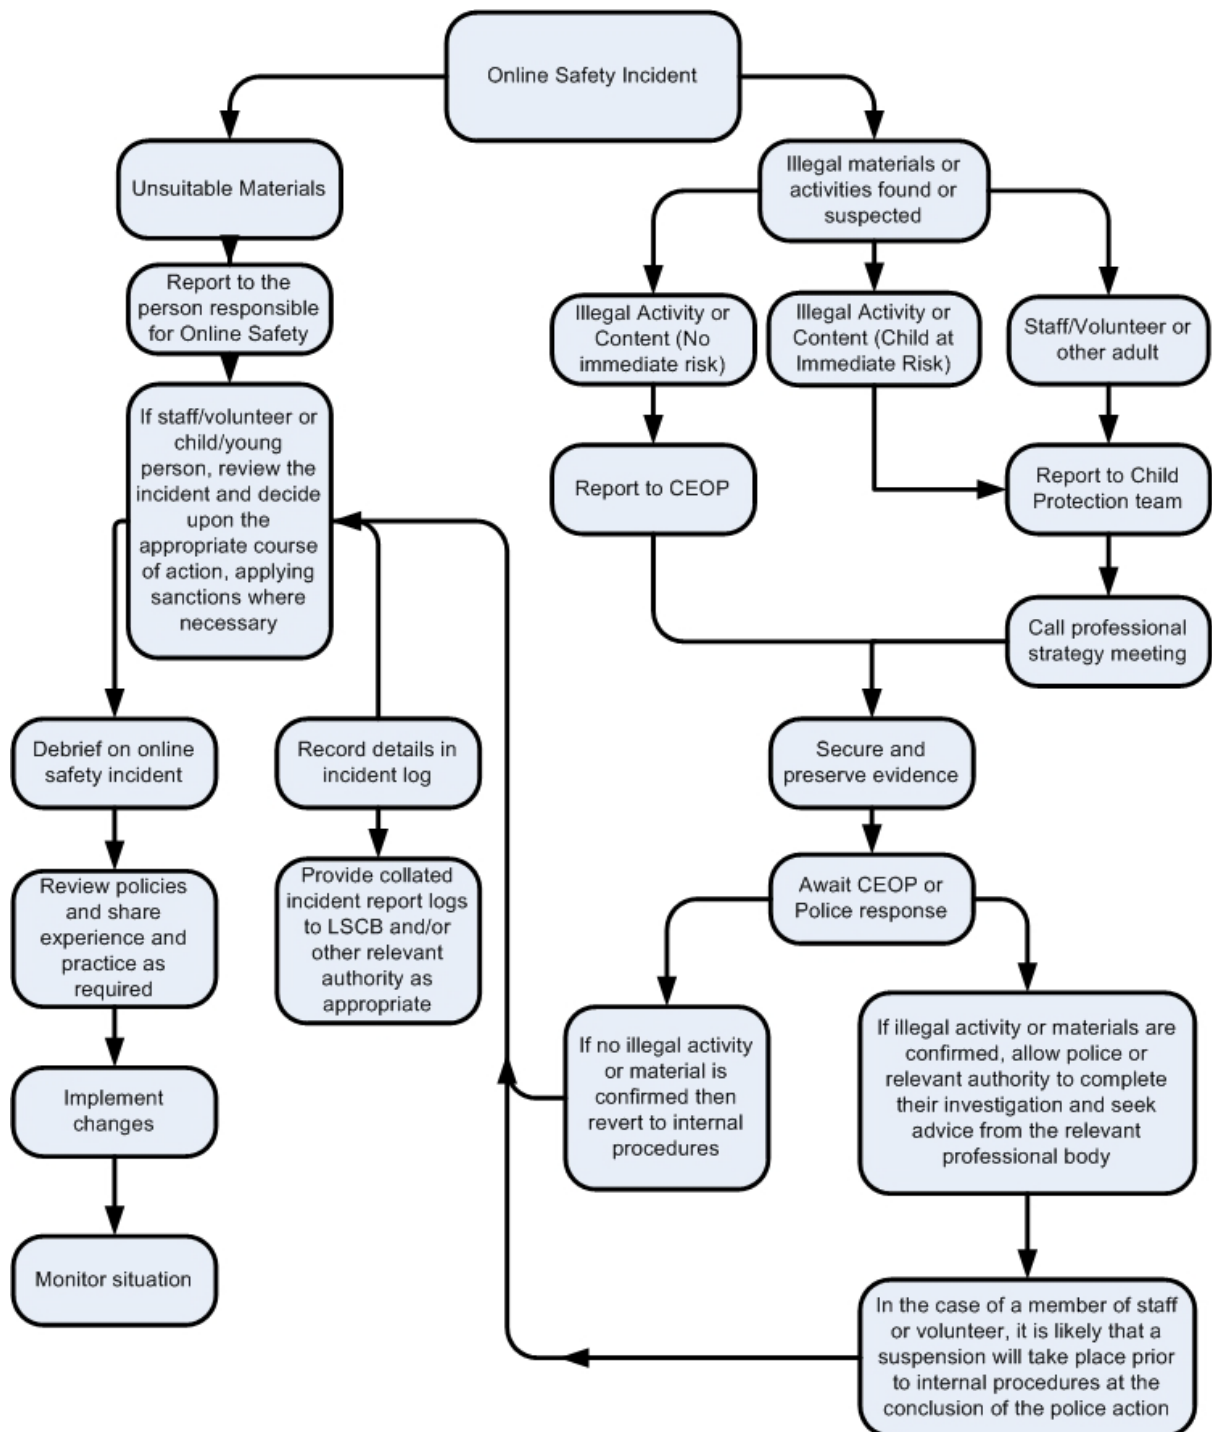 Online Safety Incident
Unsuitable Materials
Illegal materials or
activities found or
suspected
Report to the
person responsible
for Online Safety
Illegal Activity or
Content (No
immediate risk)
Illegal Activity or
Content (Child at
Immediate Risk)
Staff/Volunteer or
other adult
If staff/volunteer or
child/young
person, review the
incident and decide
upon the
appropriate course
of action, applying
sanctions where
necessary
Report to CEOP
Report to Child
Protection team
Call professional
strategy meeting
Debrief on online
safety incident
Record details in
incident log
Secure and
preserve evidence
Review policies
and share
experience and
practice as
required
Provide collated
incident report logs
to LSCB and/or
other relevant
authority as
appropriate
Await CEOP or
Police response
If no illegal activity
or material is
confirmed then
revert to internal
procedures
If illegal activity or materials are
confirmed, allow police or
relevant authority to complete
their investigation and seek
advice from the relevant
professional body
Implement
changes
Monitor situation
In the case of a member of staff
or volunteer, it is likely that a
suspension will take place prior
to internal procedures at the
conclusion of the police action